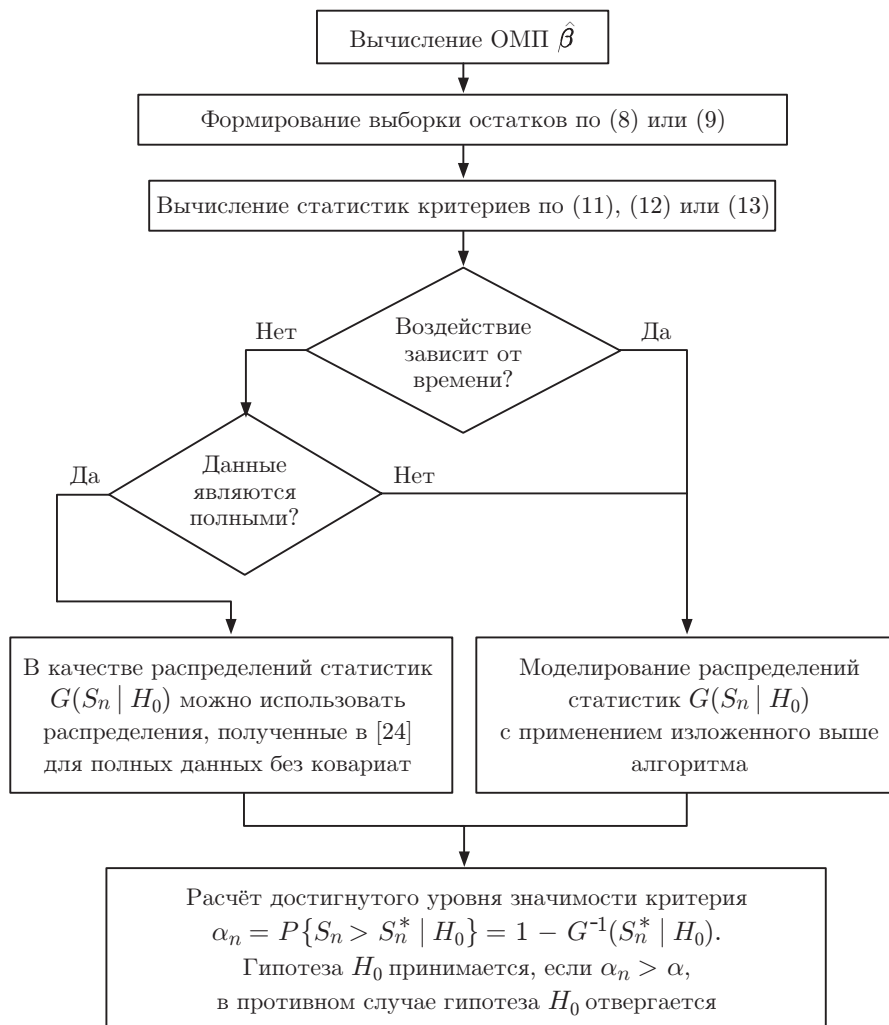 Вычисление ОМП β̂
Формирование выборки остатков по (8) или (9)
Вычисление статистик критериев по (11), (12) или (13)
Нет
Воздействие
зависит от
времени?
Да
Да
Данные
являются
полными?
Нет
В качестве распределений статистик
G(Sₙ | H₀) можно использовать
распределения, полученные в [24]
для полных данных без ковариат
Моделирование распределений
статистик G(Sₙ | H₀)
с применением изложенного выше
алгоритма
Расчёт достигнутого уровня значимости критерия
αₙ = P{Sₙ > Sₙ* | H₀} = 1 − G⁻¹(Sₙ* | H₀).
Гипотеза H₀ принимается, если αₙ > α,
в противном случае гипотеза H₀ отвергается